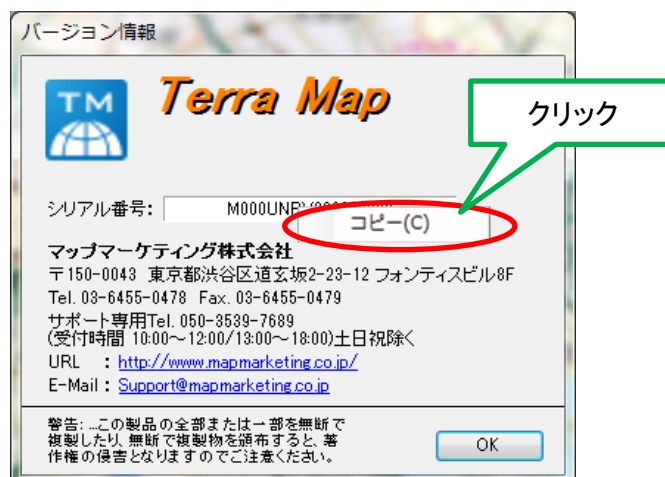 バージョン情報
TM
Terra Map
クリック
シリアル番号:
コピー(C)
マップマーケティング株式会社
〒150-0043 東京都渋谷区道玄坂2-23-12 フォンティスビル8F
Tel. 03-6455-0478 Fax. 03-6455-0479
サポート専用Tel. 050-3539-7689
(受付時間 10:00~12:00/13:00~18:00)土日祝除く
URL : http://www.mapmarketing.co.jp/
E-Mail : Support@mapmarketing.co.jp
警告: ...この製品の全部または一部を無断で
複製したり、無断で複製物を頒布すると、著
作権の侵害となりますのでご注意ください。
OK